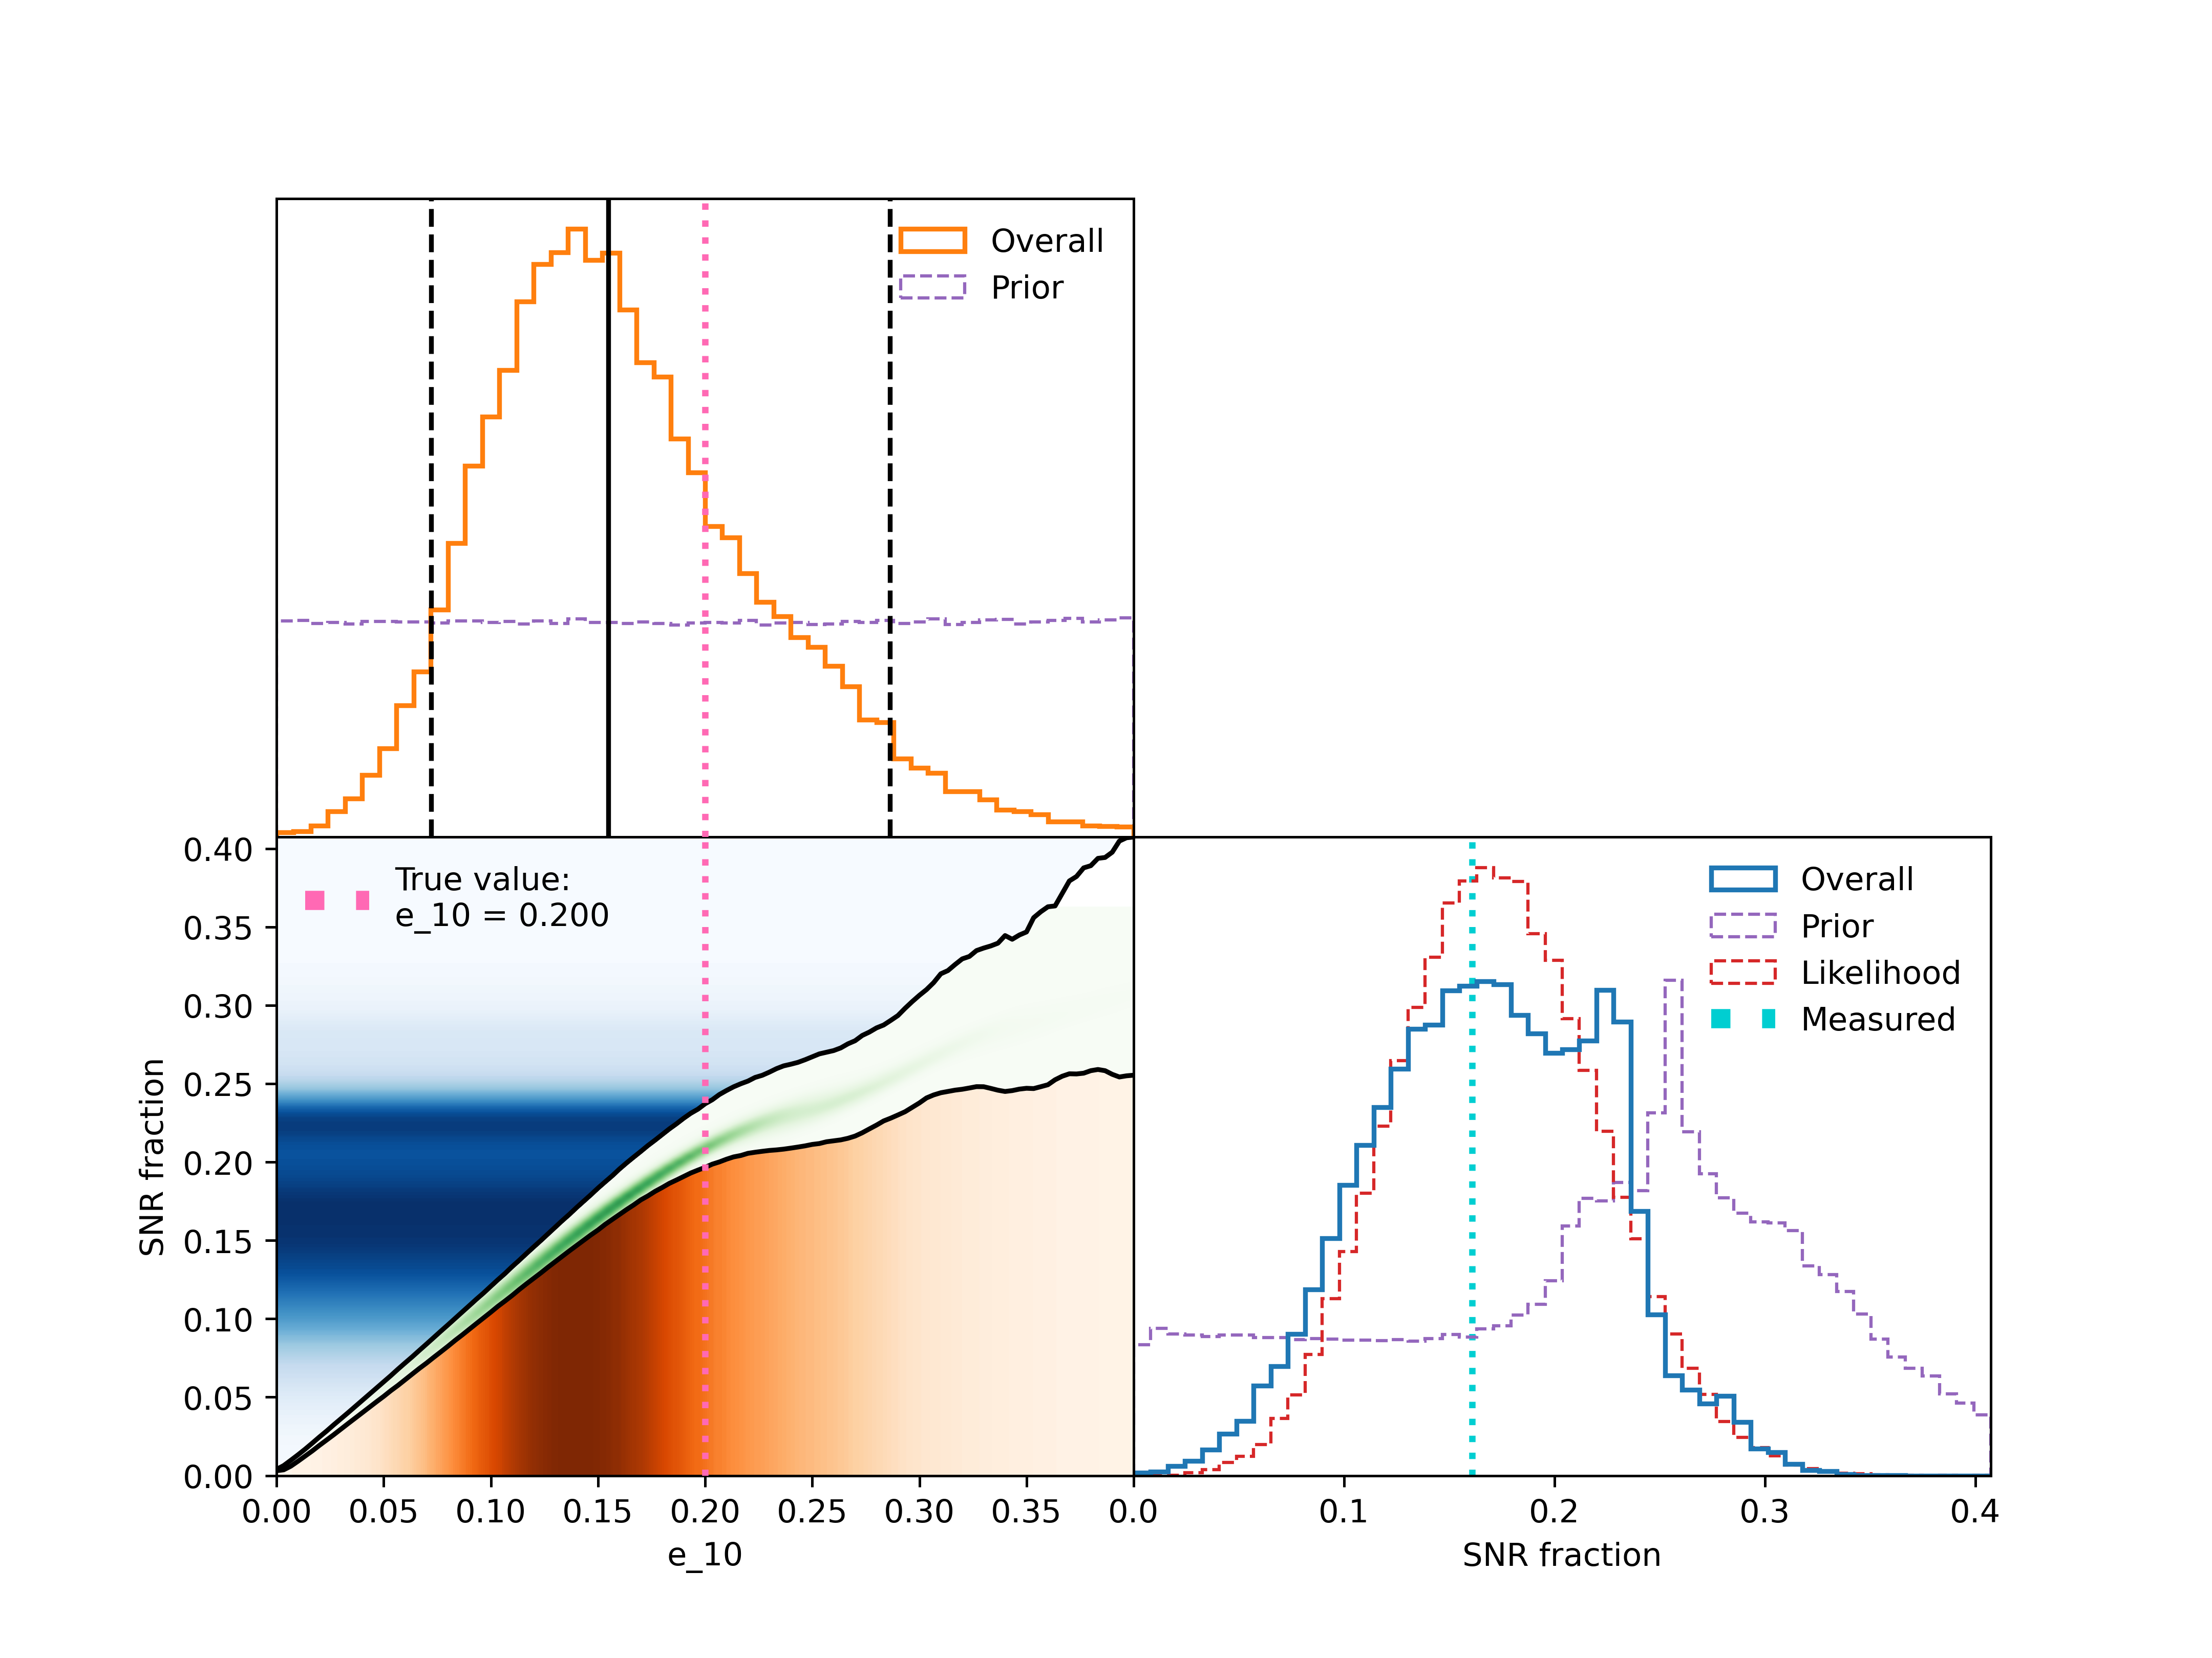 Overall
Prior
True value:
e_10 = 0.200
0.40
0.35
0.30
0.25
0.20
0.15
0.10
0.05
0.00
SNR fraction
0.00 0.05 0.10 0.15 0.20 0.25 0.30 0.35
e_10
Overall
Prior
Likelihood
Measured
0.0 0.1 0.2 0.3 0.4
SNR fraction